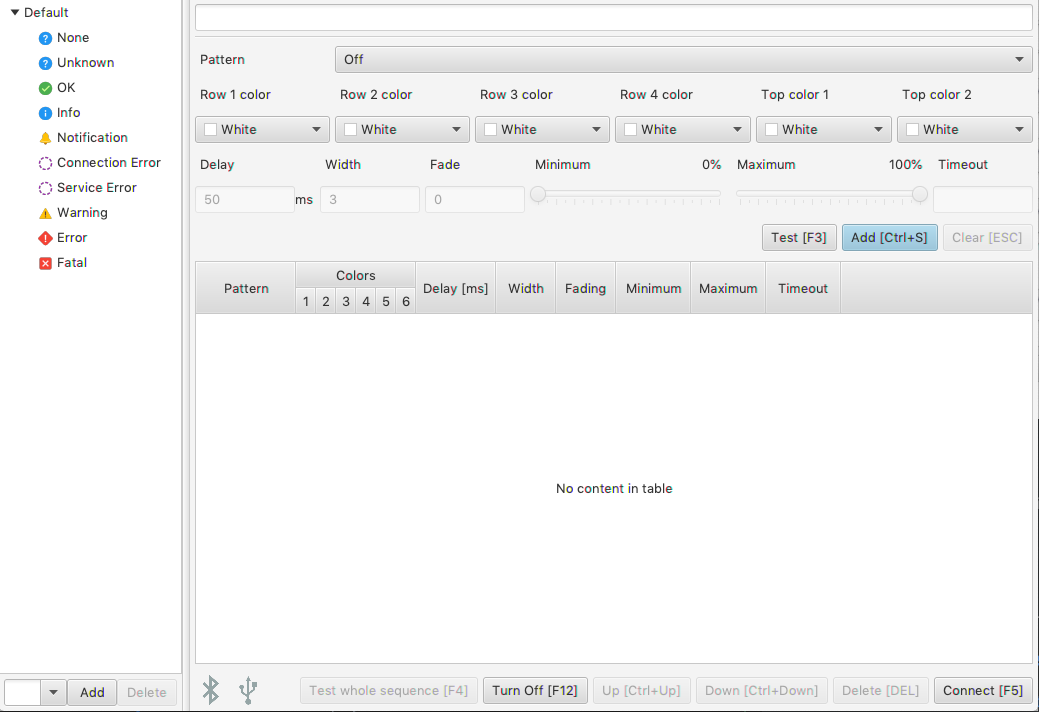 Default
None
Unknown
OK
Info
Notification
Connection Error
Service Error
Warning
Error
Fatal
Add Delete
Pattern Off
Row 1 color Row 2 color Row 3 color Row 4 color Top color 1 Top color 2
White White White White White White
Delay Width Fade Minimum 0% Maximum 100% Timeout
50 ms 3 0
Test [F3] Add [Ctrl+S] Clear [ESC]
Pattern Colors Delay [ms] Width Fading Minimum Maximum Timeout
1 2 3 4 5 6
No content in table
Test whole sequence [F4] Turn Off [F12] Up [Ctrl+Up] Down [Ctrl+Down] Delete [DEL] Connect [F5]